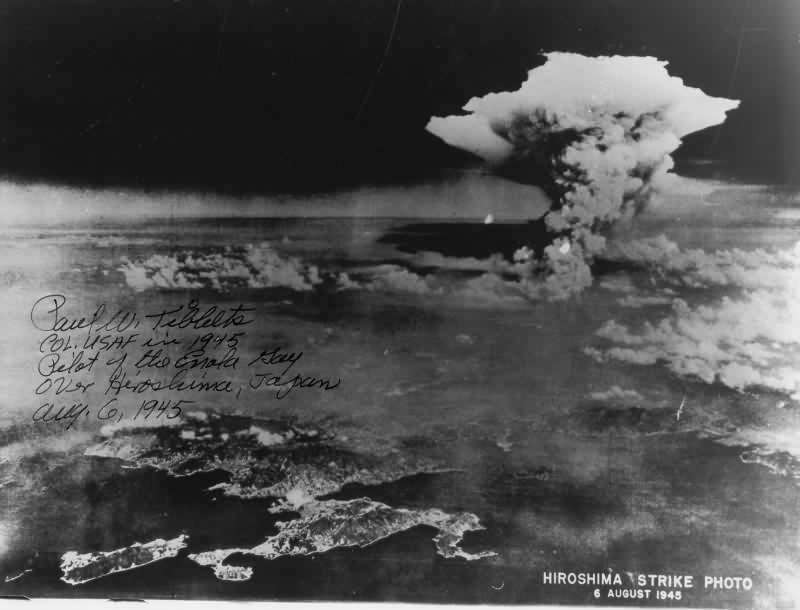 Paul W. Tibbets
COL. USAF in 1945
Pilot of the Enola Gay
Over Hiroshima, Japan
Aug. 6, 1945
HIROSHIMA STRIKE PHOTO
6 AUGUST 1945